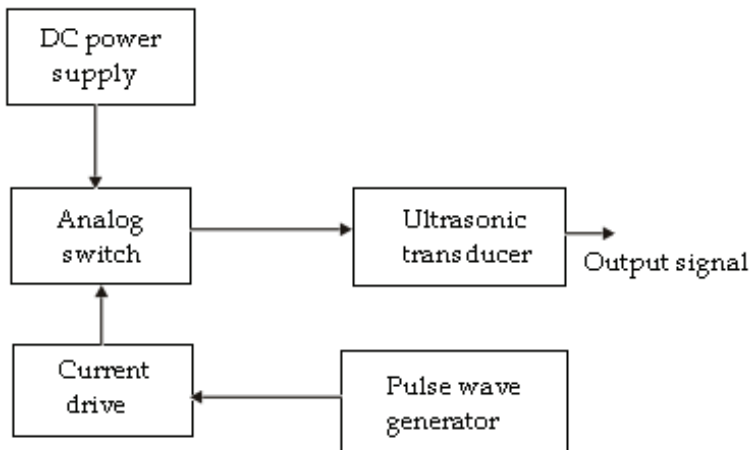 DC power
supply
Analog
switch
Ultrasonic
transducer
Output signal
Current
drive
Pulse wave
generator